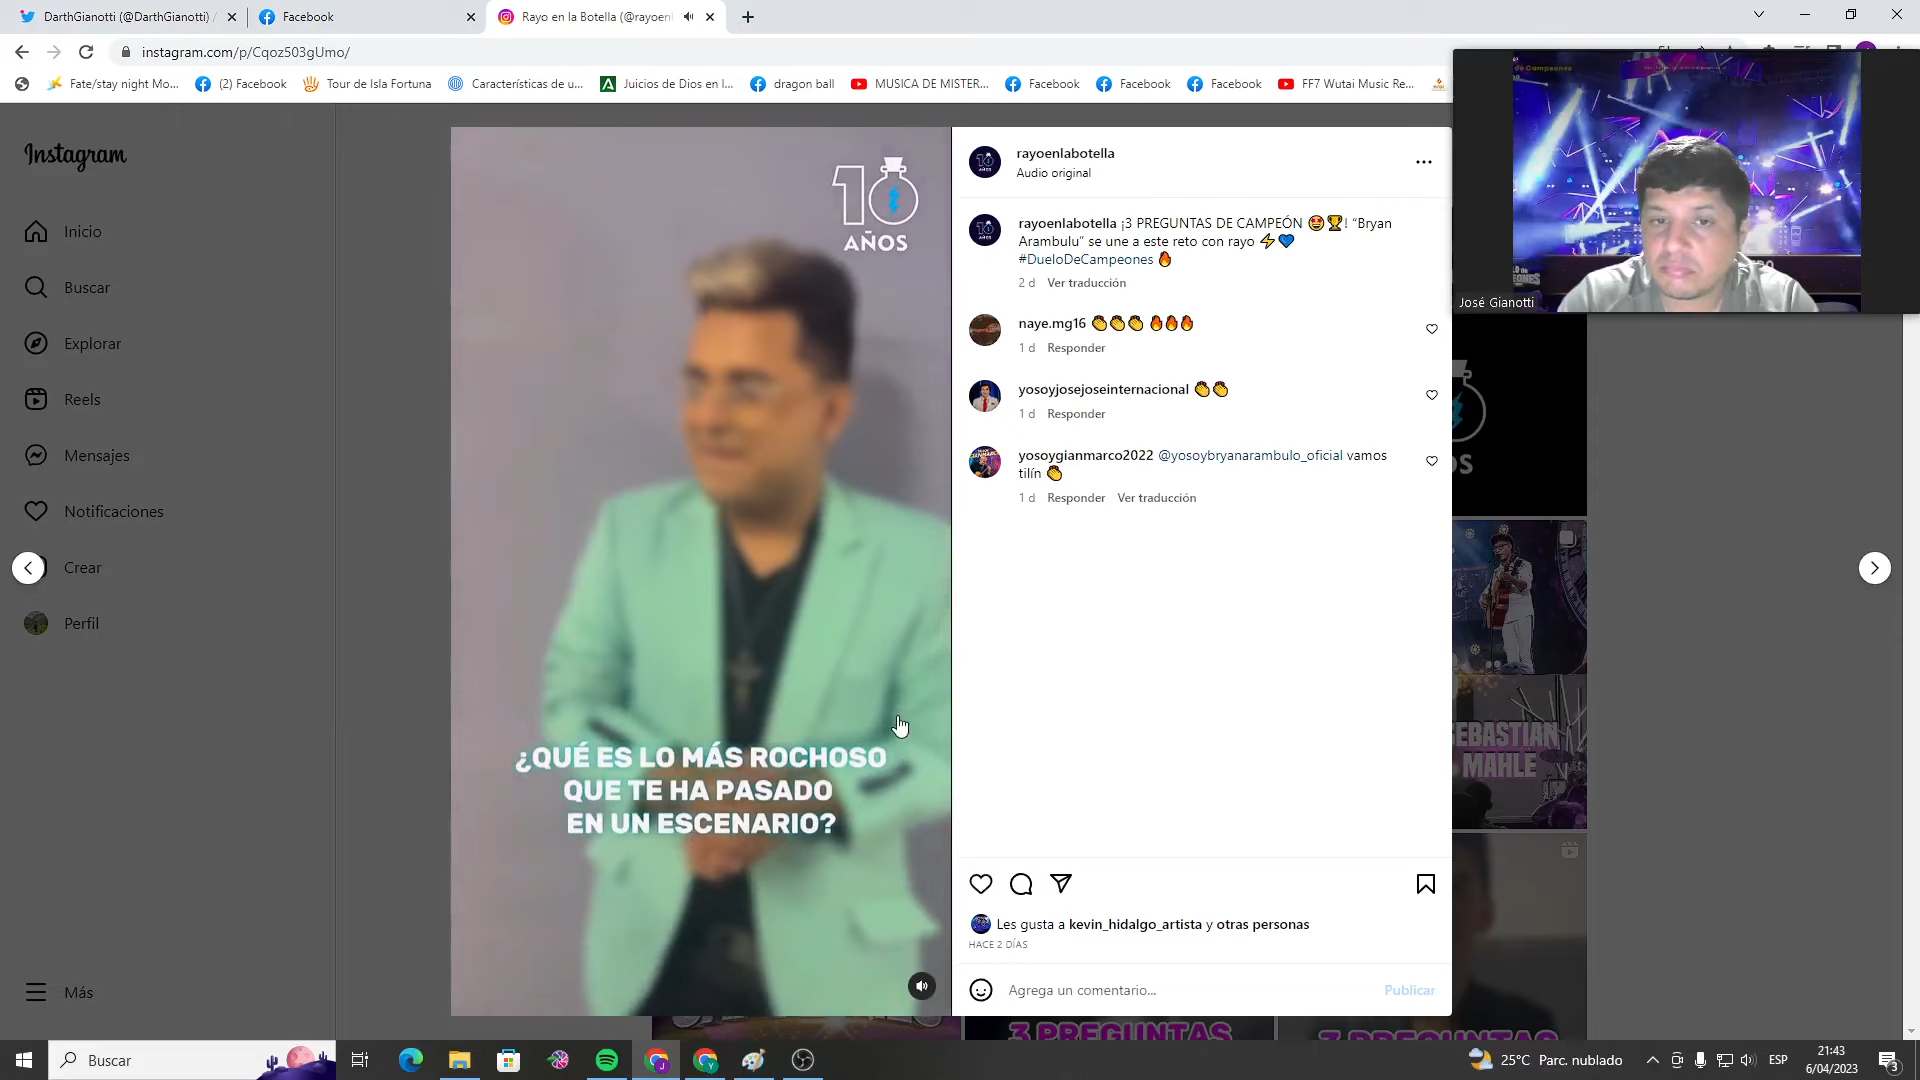 DarthGianotti (@DarthGianotti) /
Facebook
Rayo en la Botella (@rayoen
instagram.com/p/Cqoz503gUmo/
Fate/stay night Mo...
(2) Facebook
Tour de Isla Fortuna
Características de u...
Juicios de Dios en l...
dragon ball
MUSICA DE MISTER...
Facebook
Facebook
Facebook
FF7 Wutai Music Re...
Instagram
Inicio
Buscar
Explorar
Reels
Mensajes
Notificaciones
Crear
Perfil
Más
10
AÑOS
¿QUÉ ES LO MÁS ROCHOSO
QUE TE HA PASADO
EN UN ESCENARIO?
rayoenlabotella
Audio original
rayoenlabotella ¡3 PREGUNTAS DE CAMPEÓN 🤩🏆! “Bryan
Arambulu” se une a este reto con rayo ⚡💙
#DueloDeCampeones 🔥
2 d Ver traducción
naye.mg16 👏👏👏 🔥🔥🔥
1 d Responder
yosoyjosejoseinternacional 👏👏
1 d Responder
yosoygianmarco2022 @yosoybryanarambulo_oficial vamos
tilín 👏
1 d Responder Ver traducción
Les gusta a kevin_hidalgo_artista y otras personas
HACE 2 DÍAS
Agrega un comentario...
Publicar
José Gianotti
EBASTIAN
MAHLE
3 PREGUNTAS
Buscar
25°C Parc. nublado
ESP
21:43
6/04/2023
3